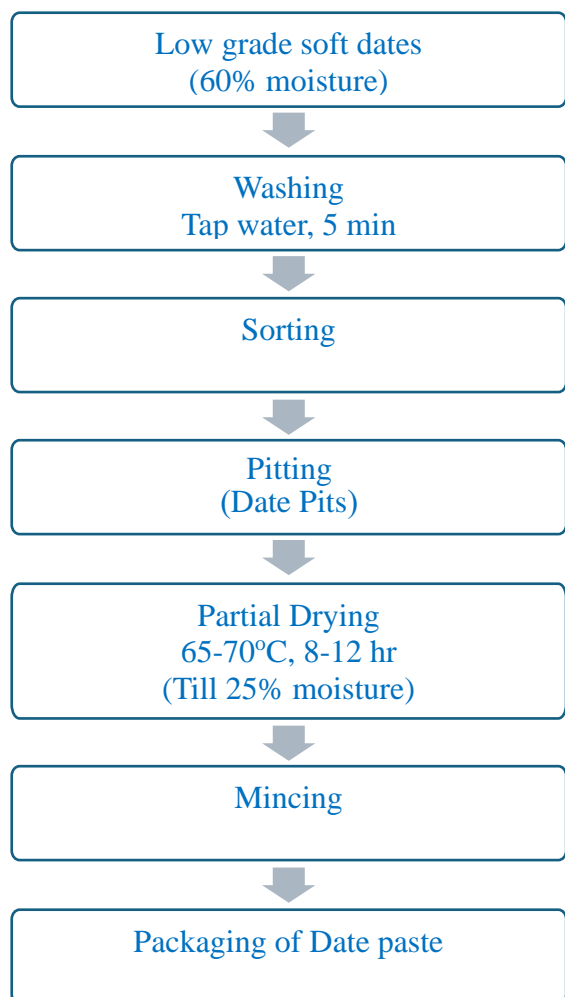 Low grade soft dates
(60% moisture)
Washing
Tap water, 5 min
Sorting
Pitting
(Date Pits)
Partial Drying
65-70°C, 8-12 hr
(Till 25% moisture)
Mincing
Packaging of Date paste